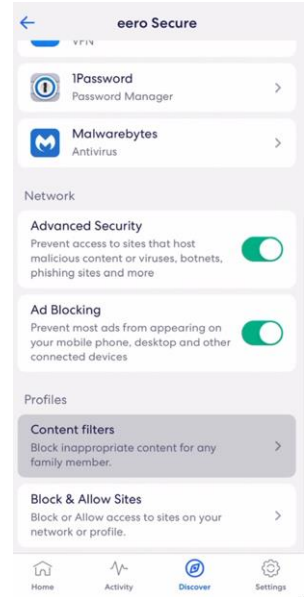 eero Secure
VPN
1Password
Password Manager
Malwarebytes
Antivirus
Network
Advanced Security
Prevent access to sites that host
malicious content or viruses, botnets,
phishing sites and more
Ad Blocking
Prevent most ads from appearing on
your mobile phone, desktop and other
connected devices
Profiles
Content filters
Block inappropriate content for any
family member.
Block & Allow Sites
Block or Allow access to sites on your
network or profile.
Home Activity Discover Settings